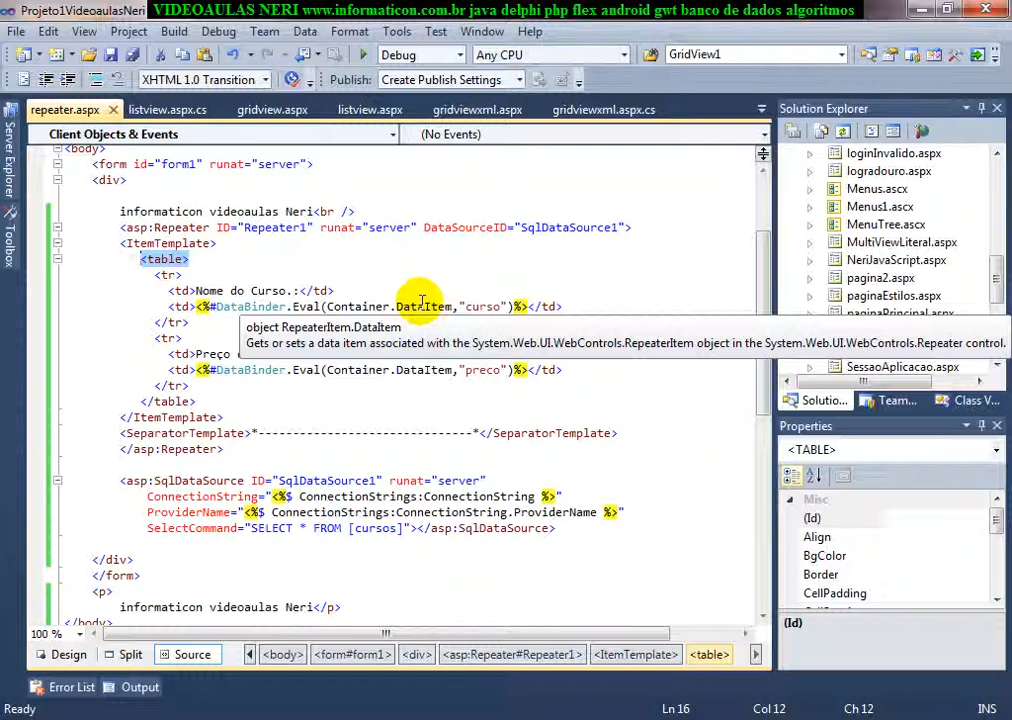 Projeto1VideoaulasNeri
VIDEOAULAS NERI www.informaticon.com.br java delphi php flex android gwt banco de dados algoritmos
File Edit View Project Build Debug Team Data Format Tools Test Window Help
Debug Any CPU GridView1
XHTML 1.0 Transition Publish: Create Publish Settings
repeater.aspx listview.aspx.cs gridview.aspx listview.aspx gridviewxml.aspx gridviewxml.aspx.cs
Client Objects & Events (No Events)
Server Explorer
Toolbox
<body>
<form id="form1" runat="server">
<div>
informaticon videoaulas Neri<br />
<asp:Repeater ID="Repeater1" runat="server" DataSourceID="SqlDataSource1">
<ItemTemplate>
<table>
<tr>
<td>Nome do Curso.:</td>
<td><%#DataBinder.Eval(Container.DataItem,"curso")%></td>
</tr>
<tr>
<td>Preço
<td><%#DataBinder.Eval(Container.DataItem,"preco")%></td>
</tr>
</table>
</ItemTemplate>
<SeparatorTemplate>*-------------------------------*</SeparatorTemplate>
</asp:Repeater>
<asp:SqlDataSource ID="SqlDataSource1" runat="server"
ConnectionString="<%$ ConnectionStrings:ConnectionString %>"
ProviderName="<%$ ConnectionStrings:ConnectionString.ProviderName %>"
SelectCommand="SELECT * FROM [cursos]"></asp:SqlDataSource>
</div>
</form>
<p>
informaticon videoaulas Neri</p>
</body>
object RepeaterItem.DataItem
Gets or sets a data item associated with the System.Web.UI.WebControls.RepeaterItem object in the System.Web.UI.WebControls.Repeater control.
100 %
Design Split Source <body> <form#form1> <div> <asp:Repeater#Repeater1> <ItemTemplate> <table>
Solution Explorer
loginInvalido.aspx
logradouro.aspx
Menus.ascx
Menus1.ascx
MenuTree.ascx
MultiViewLiteral.aspx
NeriJavaScript.aspx
pagina2.aspx
paginaEstilos.aspx
SessaoAplicacao.aspx
Solutio... Team... Class V...
Properties
<TABLE>
Misc
(Id)
Align
BgColor
Border
CellPadding
(Id)
Error List Output
Ready Ln 16 Col 12 Ch 12 INS